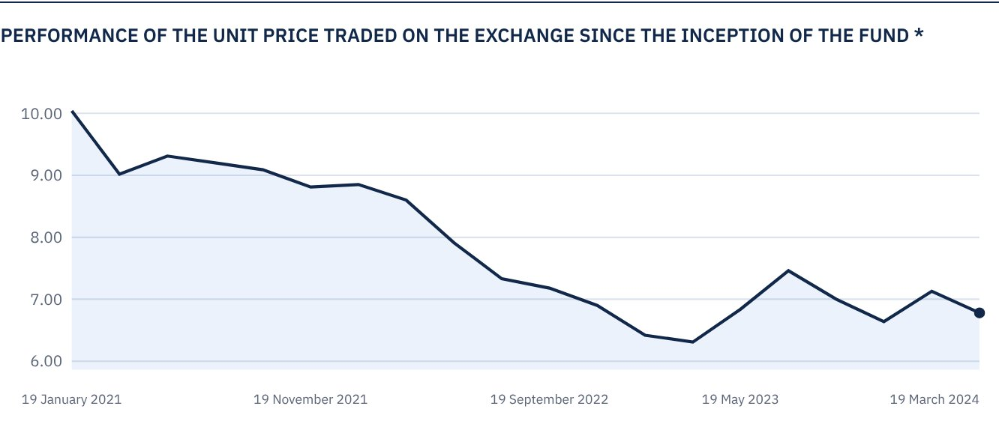 PERFORMANCE OF THE UNIT PRICE TRADED ON THE EXCHANGE SINCE THE INCEPTION OF THE FUND *
10.00
9.00
8.00
7.00
6.00
19 January 2021 19 November 2021 19 September 2022 19 May 2023 19 March 2024